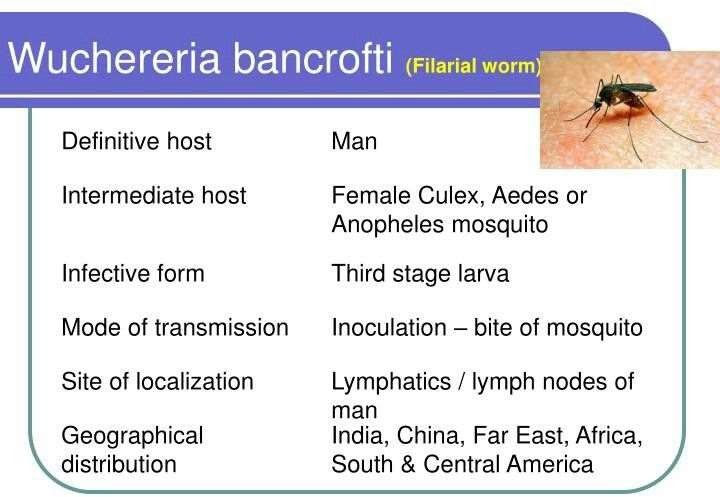 Wuchereria bancrofti (Filarial worm)
Definitive host Man
Intermediate host Female Culex, Aedes or
Anopheles mosquito
Infective form Third stage larva
Mode of transmission Inoculation – bite of mosquito
Site of localization Lymphatics / lymph nodes of
man
Geographical India, China, Far East, Africa,
distribution South & Central America